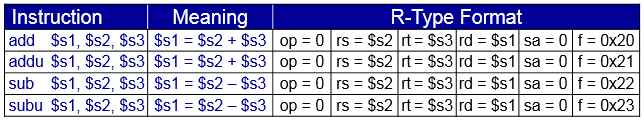 Instruction Meaning R-Type Format
add $s1, $s2, $s3 $s1 = $s2 + $s3 op = 0 rs = $s2 rt = $s3 rd = $s1 sa = 0 f = 0x20
addu $s1, $s2, $s3 $s1 = $s2 + $s3 op = 0 rs = $s2 rt = $s3 rd = $s1 sa = 0 f = 0x21
sub $s1, $s2, $s3 $s1 = $s2 – $s3 op = 0 rs = $s2 rt = $s3 rd = $s1 sa = 0 f = 0x22
subu $s1, $s2, $s3 $s1 = $s2 – $s3 op = 0 rs = $s2 rt = $s3 rd = $s1 sa = 0 f = 0x23